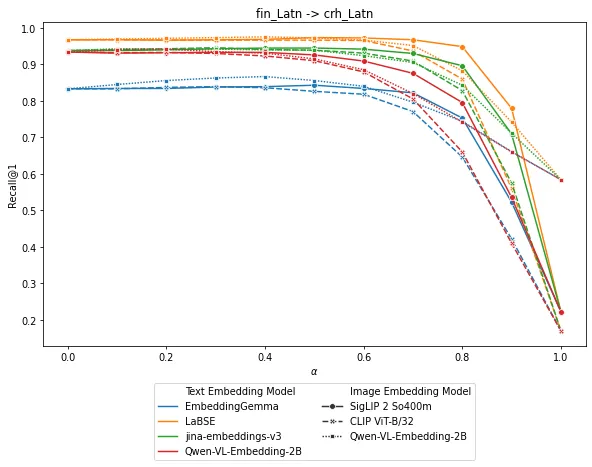 fin_Latn -> crh_Latn
Recall@1
1.0
0.9
0.8
0.7
0.6
0.5
0.4
0.3
0.2
0.0 0.2 0.4 0.6 0.8 1.0
α
Text Embedding Model Image Embedding Model
EmbeddingGemma SigLIP 2 So400m
LaBSE CLIP ViT-B/32
jina-embeddings-v3 Qwen-VL-Embedding-2B
Qwen-VL-Embedding-2B